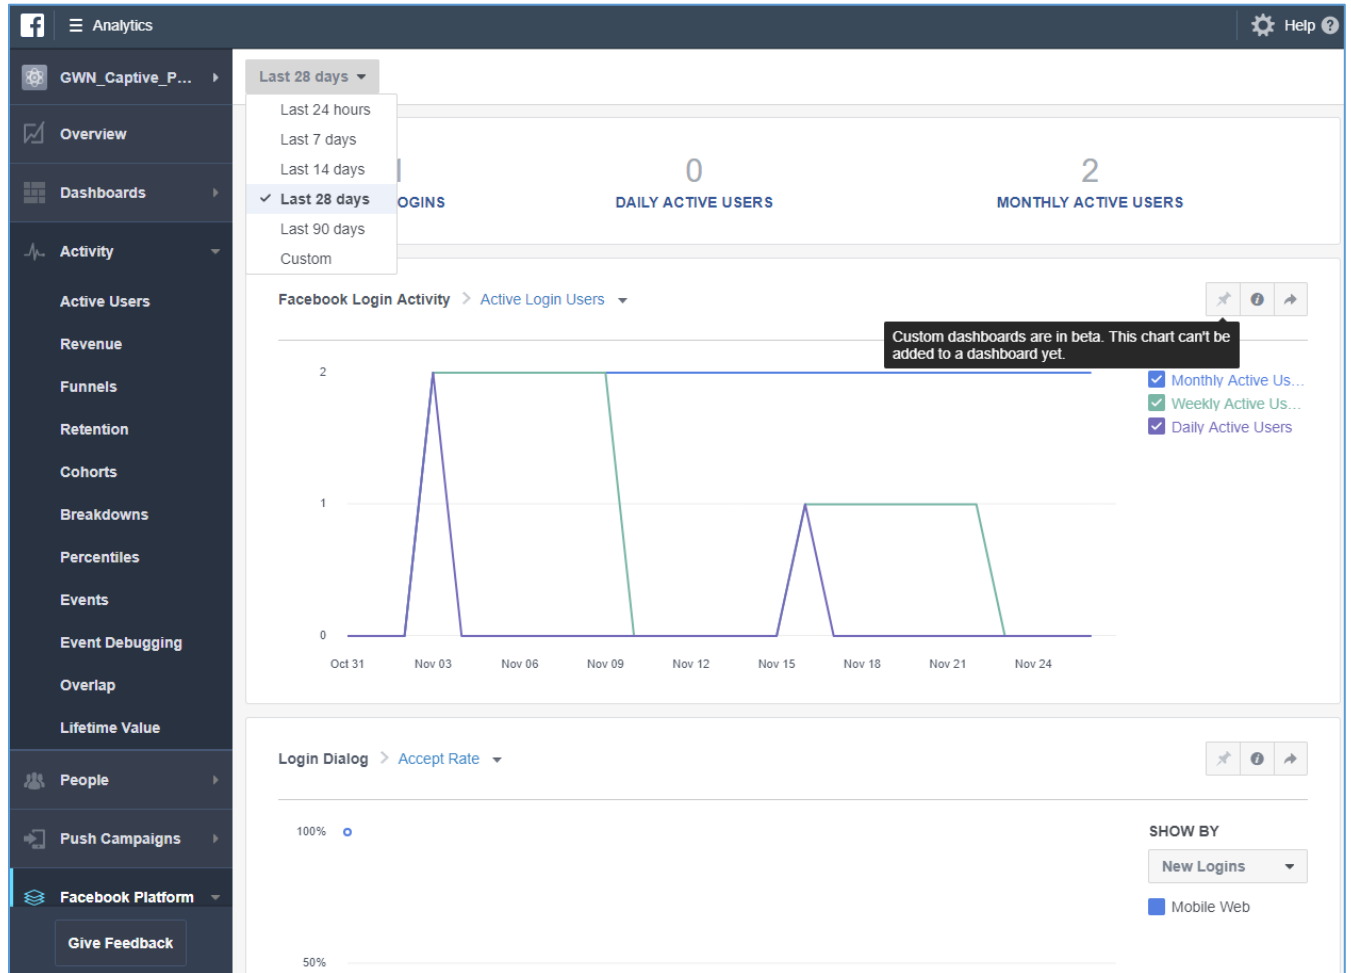 Analytics
Help
GWN_Captive_P...
Overview
Dashboards
Activity
Active Users
Revenue
Funnels
Retention
Cohorts
Breakdowns
Percentiles
Events
Event Debugging
Overlap
Lifetime Value
People
Push Campaigns
Facebook Platform
Give Feedback
Last 28 days
Last 24 hours
Last 7 days
Last 14 days
Last 28 days
Last 90 days
Custom
0
DAILY ACTIVE USERS
2
MONTHLY ACTIVE USERS
Facebook Login Activity > Active Login Users
Custom dashboards are in beta. This chart can't be
added to a dashboard yet.
Monthly Active Us...
Weekly Active Us...
Daily Active Users
2
1
0
Oct 31 Nov 03 Nov 06 Nov 09 Nov 12 Nov 15 Nov 18 Nov 21 Nov 24
Login Dialog > Accept Rate
100%
50%
SHOW BY
New Logins
Mobile Web